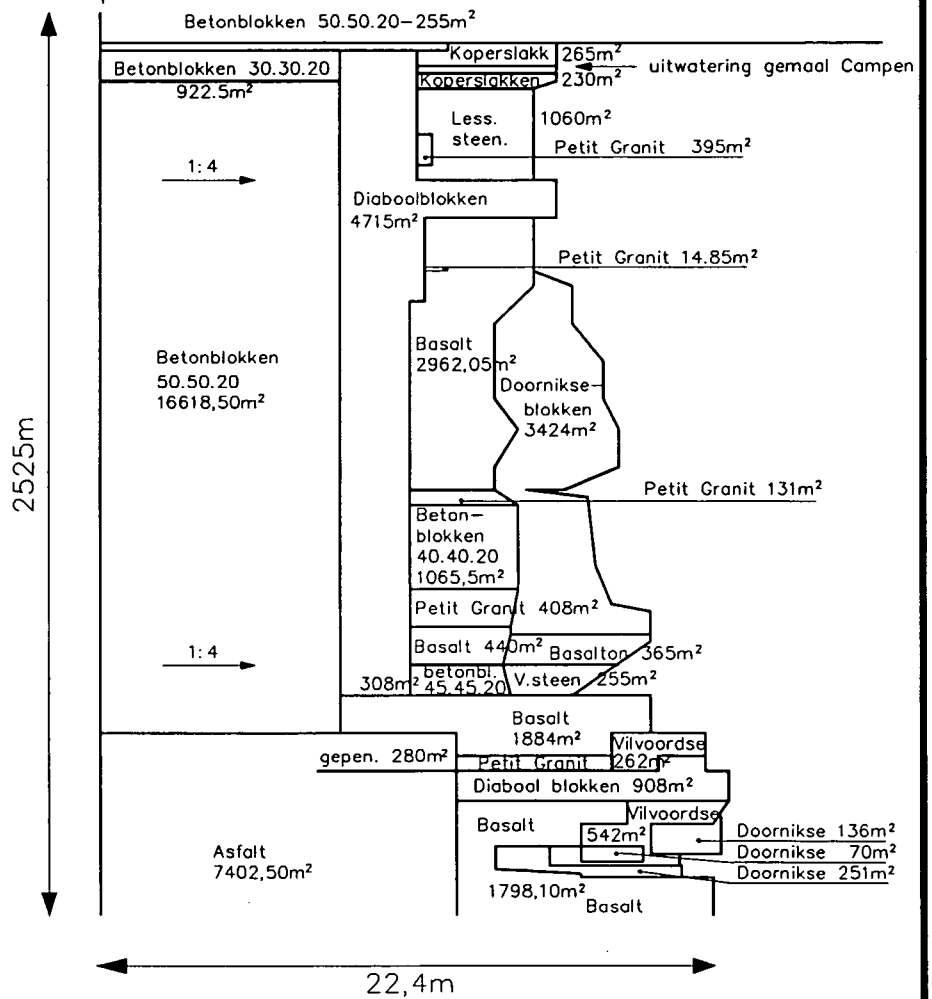 Betonblokken 50.50.20-255m²
Koperslakk 265m²
Betonblokken 30.30.20
uitwatering gemaal Campen
Koperslakken 230m²
922.5m²
Less. 1060m²
steen.
Petit Granit 395m²
1:4
Diaboolblokken
4715m²
Petit Granit 14.85m²
Basalt
2962,05m²
Betonblokken
50.50.20
16618,50m²
Doornikse-
blokken
3424m²
2525m
Petit Granit 131m²
Beton-
blokken
40.40.20
1065,5m²
Petit Granit 408m²
Basalt 440m²
Basalton 365m²
1:4
betonbl.
308m² 45.45.20
V.steen 255m²
Basalt
1884m²
Vilvoordse
262m²
gepen. 280m²
Petit Granit
Diabool blokken 908m²
Vilvoordse
542m²
Basalt
Doornikse 136m²
Doornikse 70m²
Doornikse 251m²
Asfalt
7402,50m²
1798,10m²
Basalt
22,4m